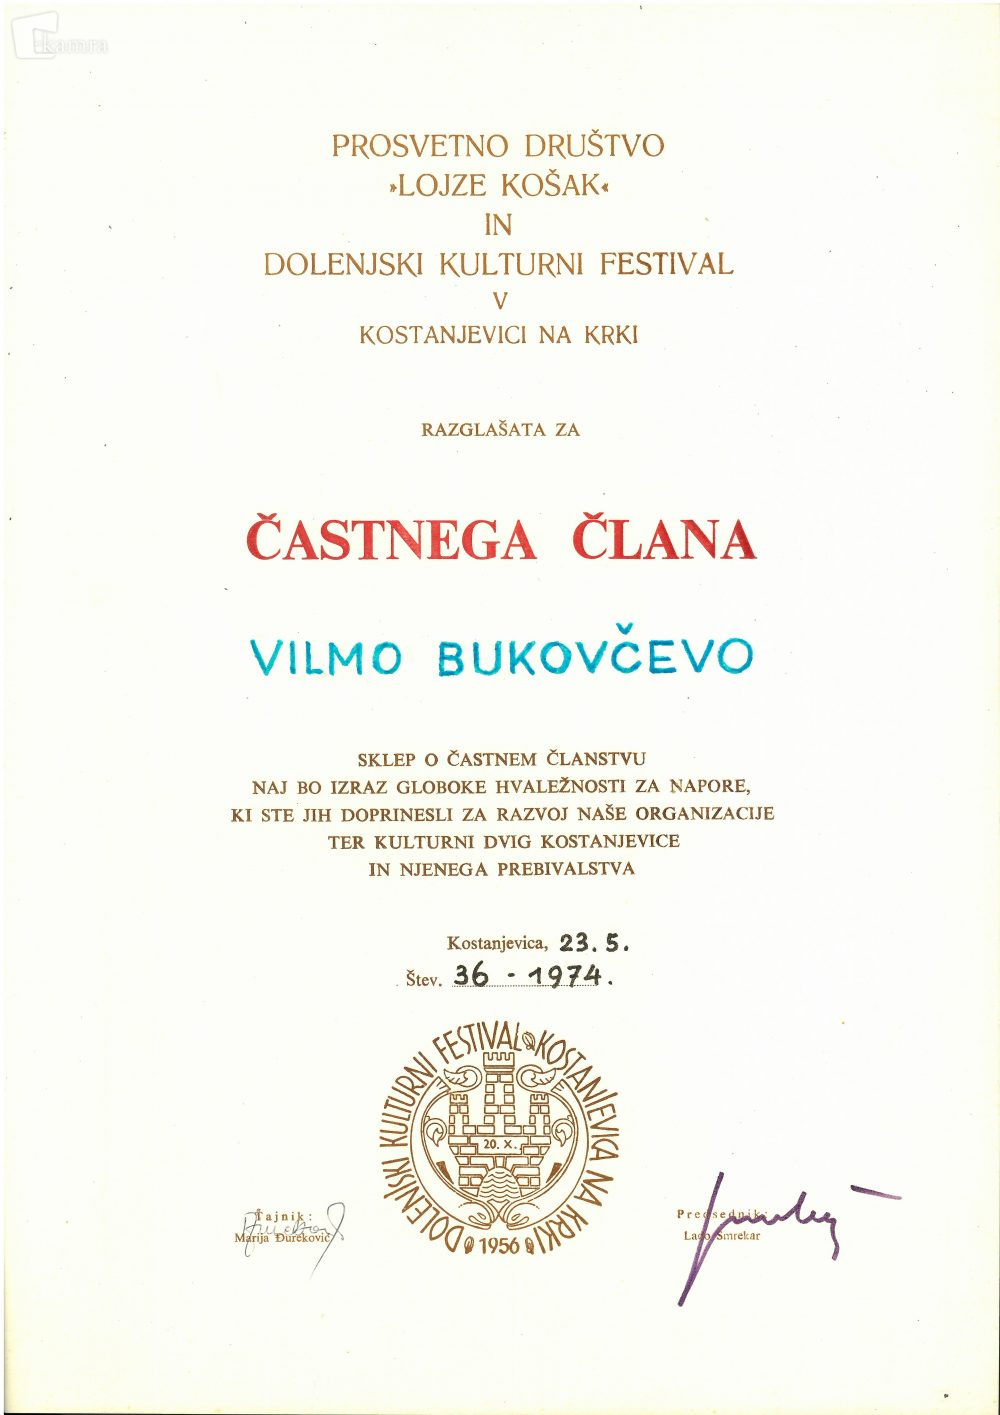 kamra
PROSVETNO DRUŠTVO
»LOJZE KOŠAK«
IN
DOLENJSKI KULTURNI FESTIVAL
V
KOSTANJEVICI NA KRKI
RAZGLAŠATA ZA
ČASTNEGA ČLANA
VILMO BUKOVČEVO
SKLEP O ČASTNEM ČLANSTVU
NAJ BO IZRAZ GLOBOKE HVALEŽNOSTI ZA NAPORE,
KI STE JIH DOPRINESLI ZA RAZVOJ NAŠE ORGANIZACIJE
TER KULTURNI DVIG KOSTANJEVICE
IN NJENEGA PREBIVALSTVA
Kostanjevica, 23. 5.
Štev. 36 - 1974.
DOLENJSKI KULTURNI FESTIVAL KOSTANJEVICA NA KRKI
20. X.
1956
Tajnik:
Marija Đureković
Predsednik:
Lado Smrekar